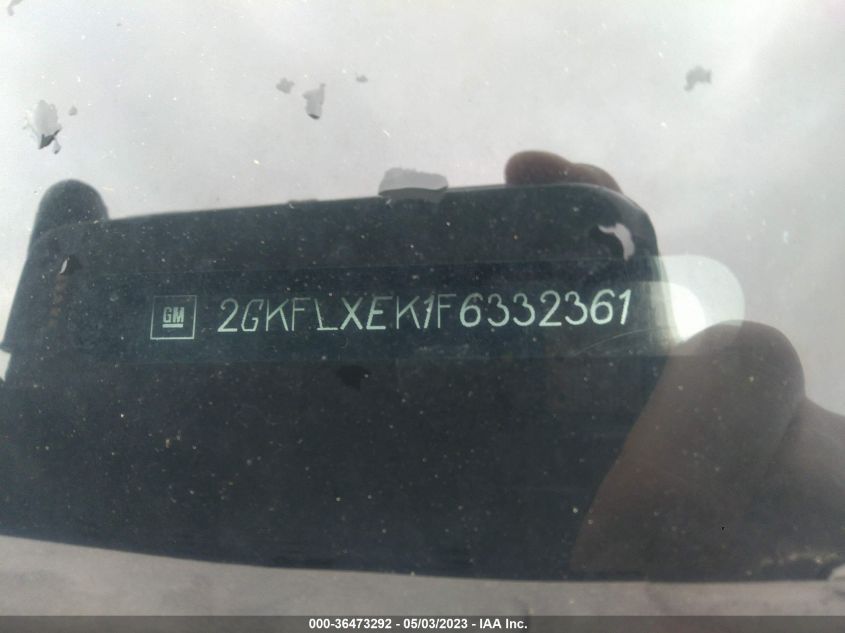 GM 2GKFLXEK1F6332361
000-36473292 - 05/03/2023 - IAA Inc.